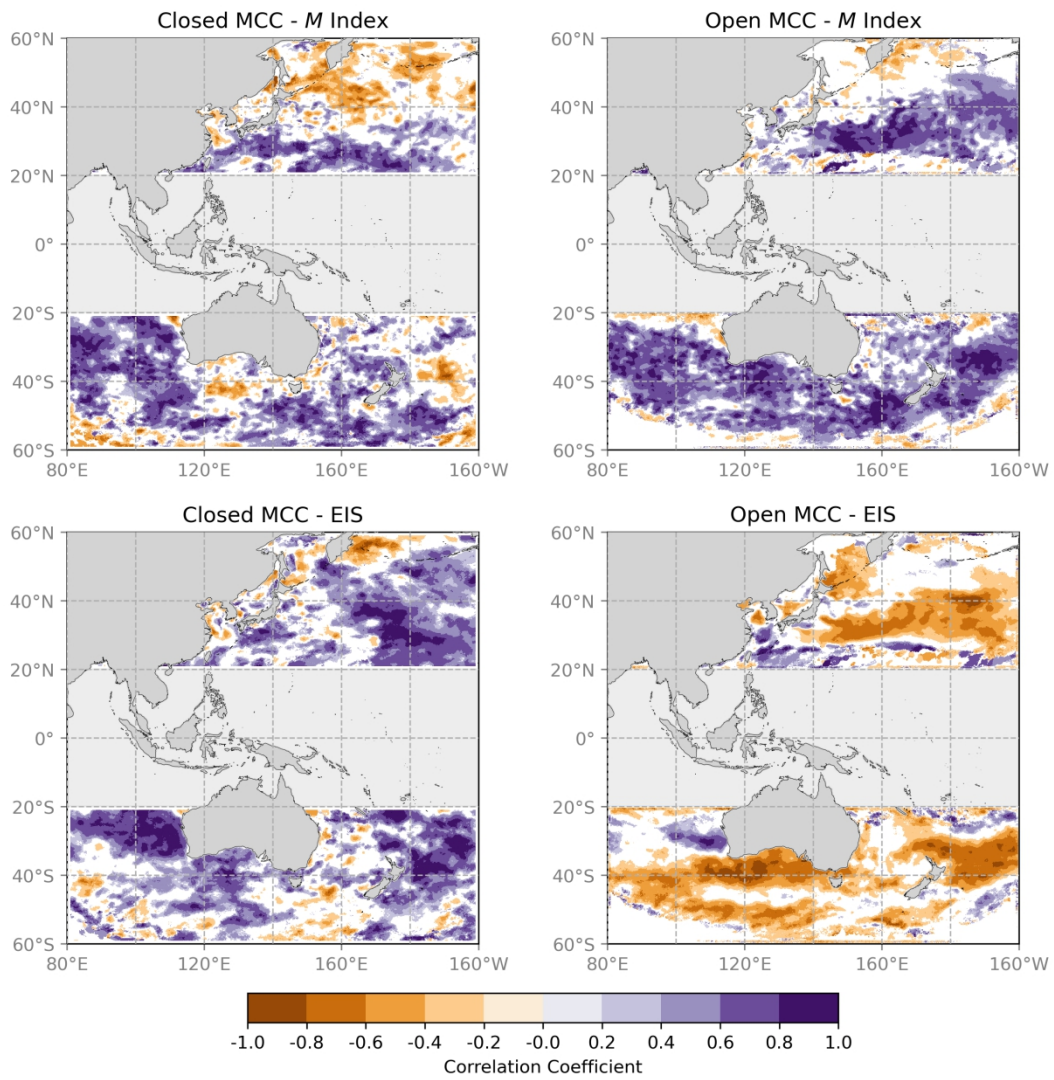 Closed MCC - M Index
60°N
40°N
20°N
0°
20°S
40°S
60°S
80°E 120°E 160°E 160°W
Open MCC - M Index
60°N
40°N
20°N
0°
20°S
40°S
60°S
80°E 120°E 160°E 160°W
Closed MCC - EIS
60°N
40°N
20°N
0°
20°S
40°S
60°S
80°E 120°E 160°E 160°W
Open MCC - EIS
60°N
40°N
20°N
0°
20°S
40°S
60°S
80°E 120°E 160°E 160°W
-1.0 -0.8 -0.6 -0.4 -0.2 -0.0 0.2 0.4 0.6 0.8 1.0
Correlation Coefficient